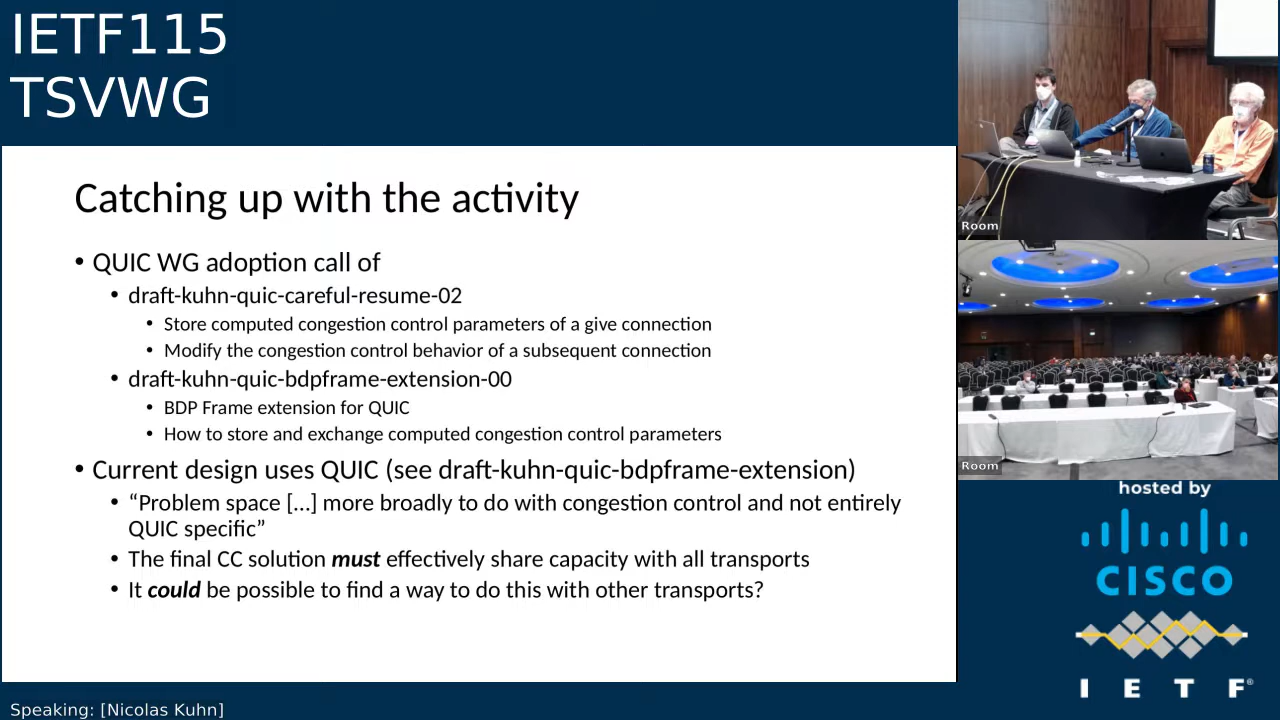 IETF115
TSVWG
Catching up with the activity
• QUIC WG adoption call of
• draft-kuhn-quic-careful-resume-02
• Store computed congestion control parameters of a give connection
• Modify the congestion control behavior of a subsequent connection
• draft-kuhn-quic-bdpframe-extension-00
• BDP Frame extension for QUIC
• How to store and exchange computed congestion control parameters
• Current design uses QUIC (see draft-kuhn-quic-bdpframe-extension)
• “Problem space [...] more broadly to do with congestion control and not entirely
QUIC specific”
• The final CC solution must effectively share capacity with all transports
• It could be possible to find a way to do this with other transports?
Room
Room
hosted by
CISCO
IETF®
Speaking: [Nicolas Kuhn]